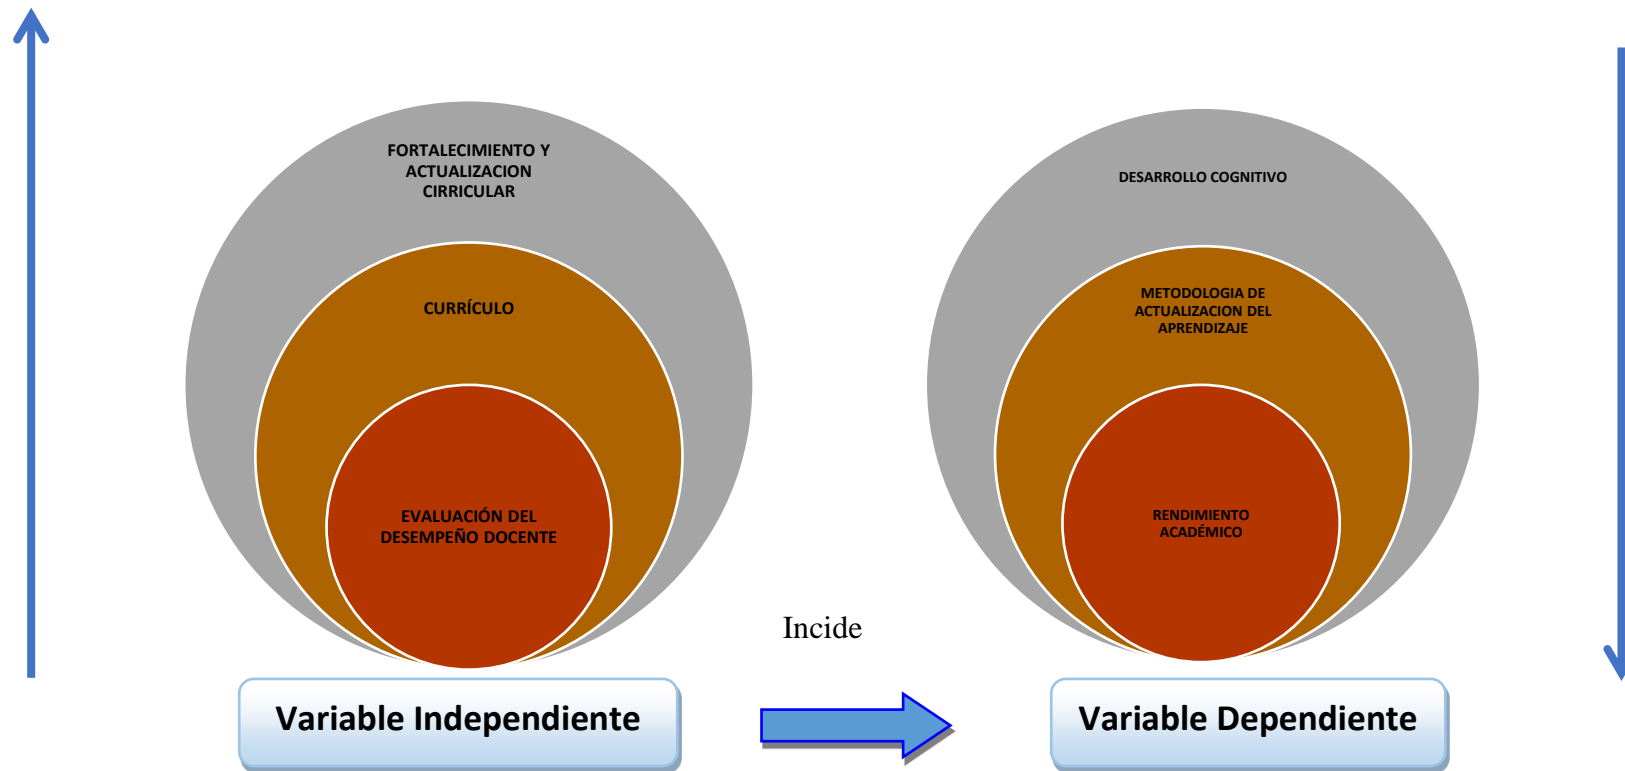 FORTALECIMIENTO Y
ACTUALIZACION
CIRRICULAR
CURRÍCULO
EVALUACIÓN DEL
DESEMPEÑO DOCENTE
DESARROLLO COGNITIVO
METODOLOGIA DE
ACTUALIZACION DEL
APRENDIZAJE
RENDIMIENTO
ACADÉMICO
Incide
Variable Independiente
Variable Dependiente